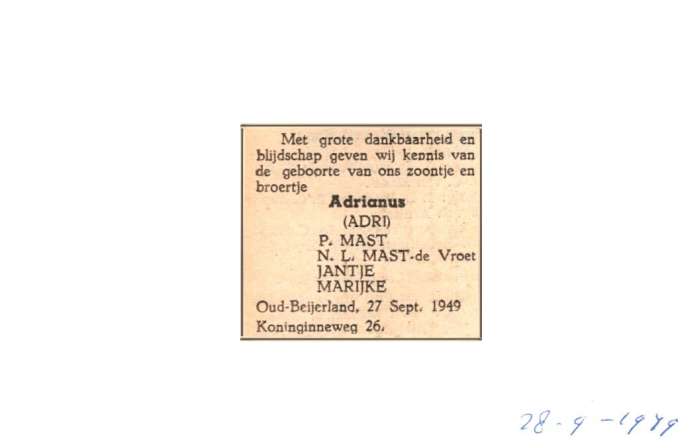 Met grote dankbaarheid en
blijdschap geven wij kennis van
de geboorte van ons zoontje en
broertje
Adrianus
(ADRI)
P. MAST
N. L. MAST-de Vroet
JANTJE
MARIJKE
Oud-Beijerland, 27 Sept. 1949
Koninginneweg 26.
28-9-1949